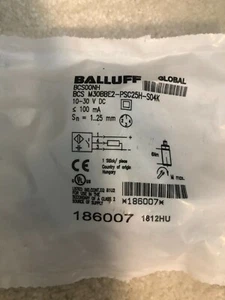 BALLUFF GLOBAL
BCS00NH
BCS M30BBE2-PSC25H-S04K
10-30 V DC
≤ 100 mA
Sn = 1..25 mm
Country of origin
Hungary
*186007*
186007 1812HU